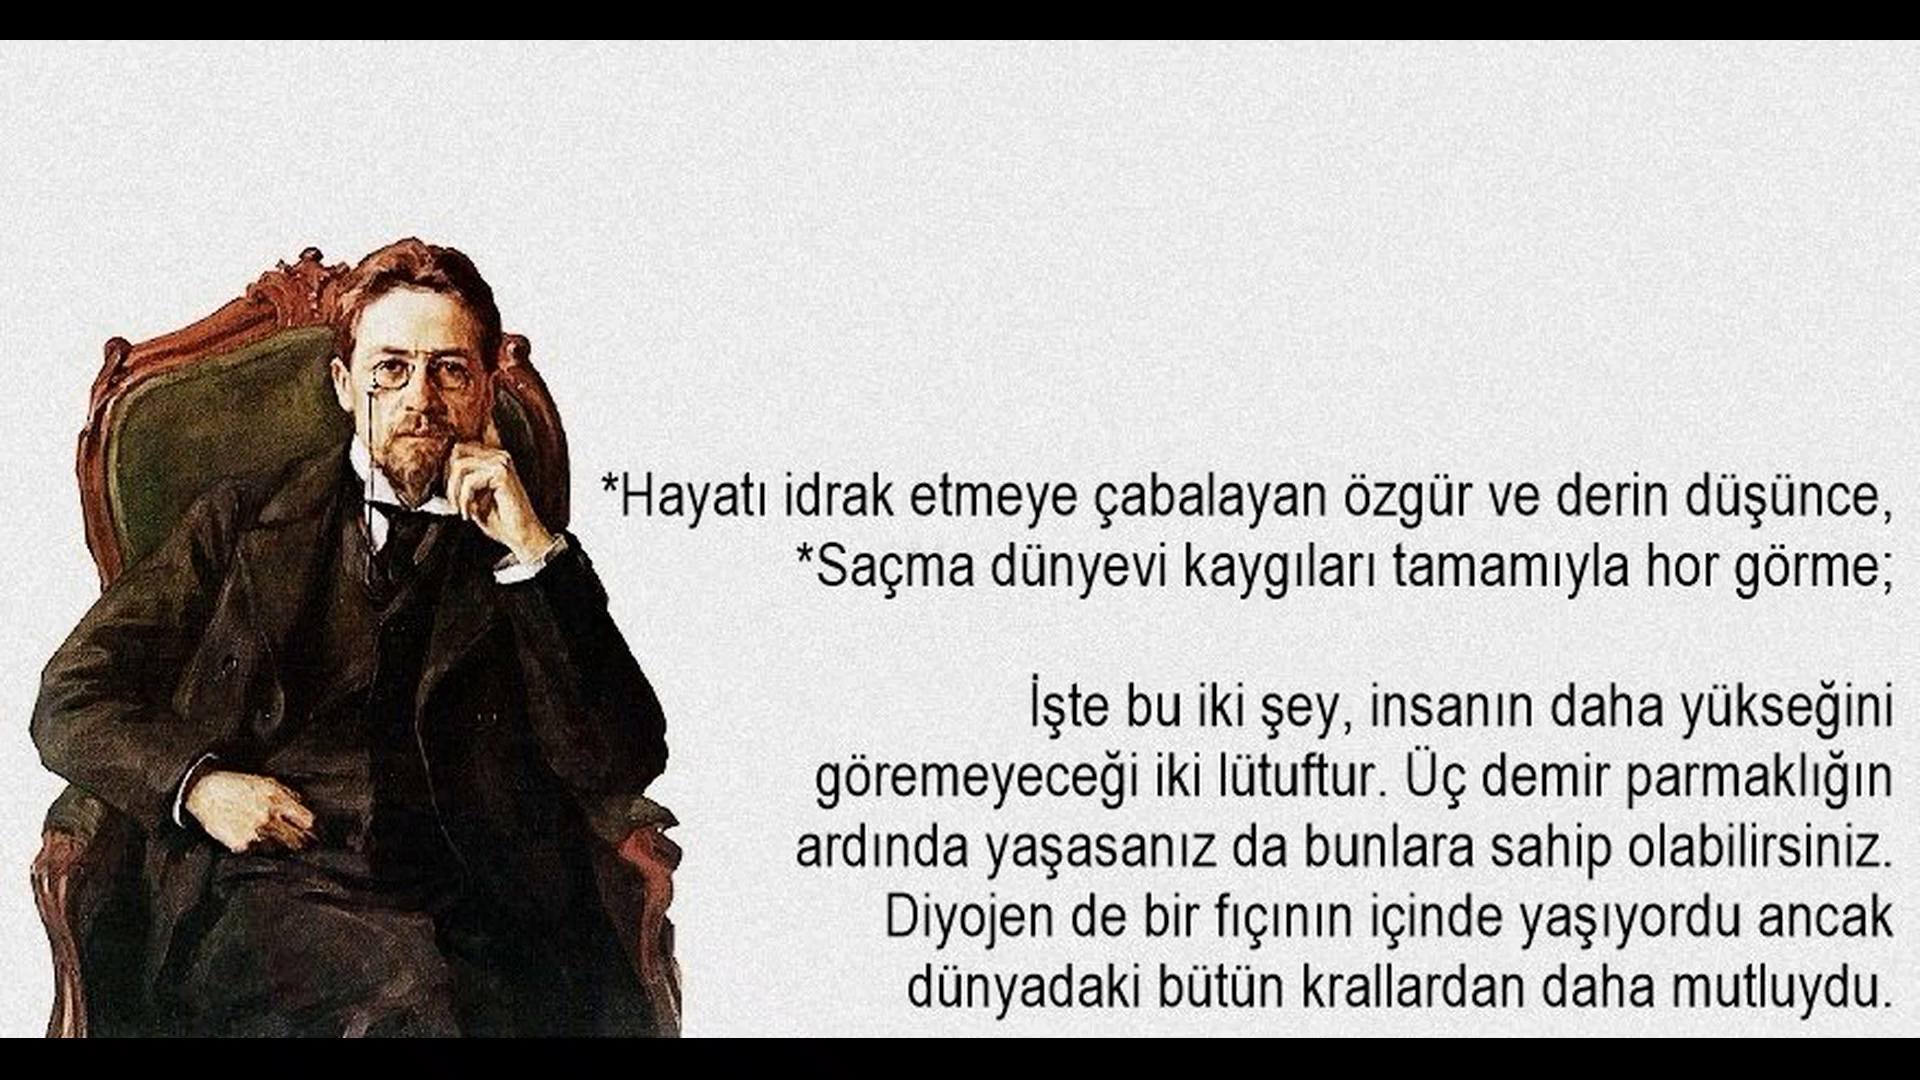 *Hayatı idrak etmeye çabalayan özgür ve derin düşünce,
*Saçma dünyevi kaygıları tamamıyla hor görme;
İşte bu iki şey, insanın daha yükseğini
göremeyeceği iki lütuftur. Üç demir parmaklığın
ardında yaşasanız da bunlara sahip olabilirsiniz.
Diyojen de bir fıçının içinde yaşıyordu ancak
dünyadaki bütün krallardan daha mutluydu.